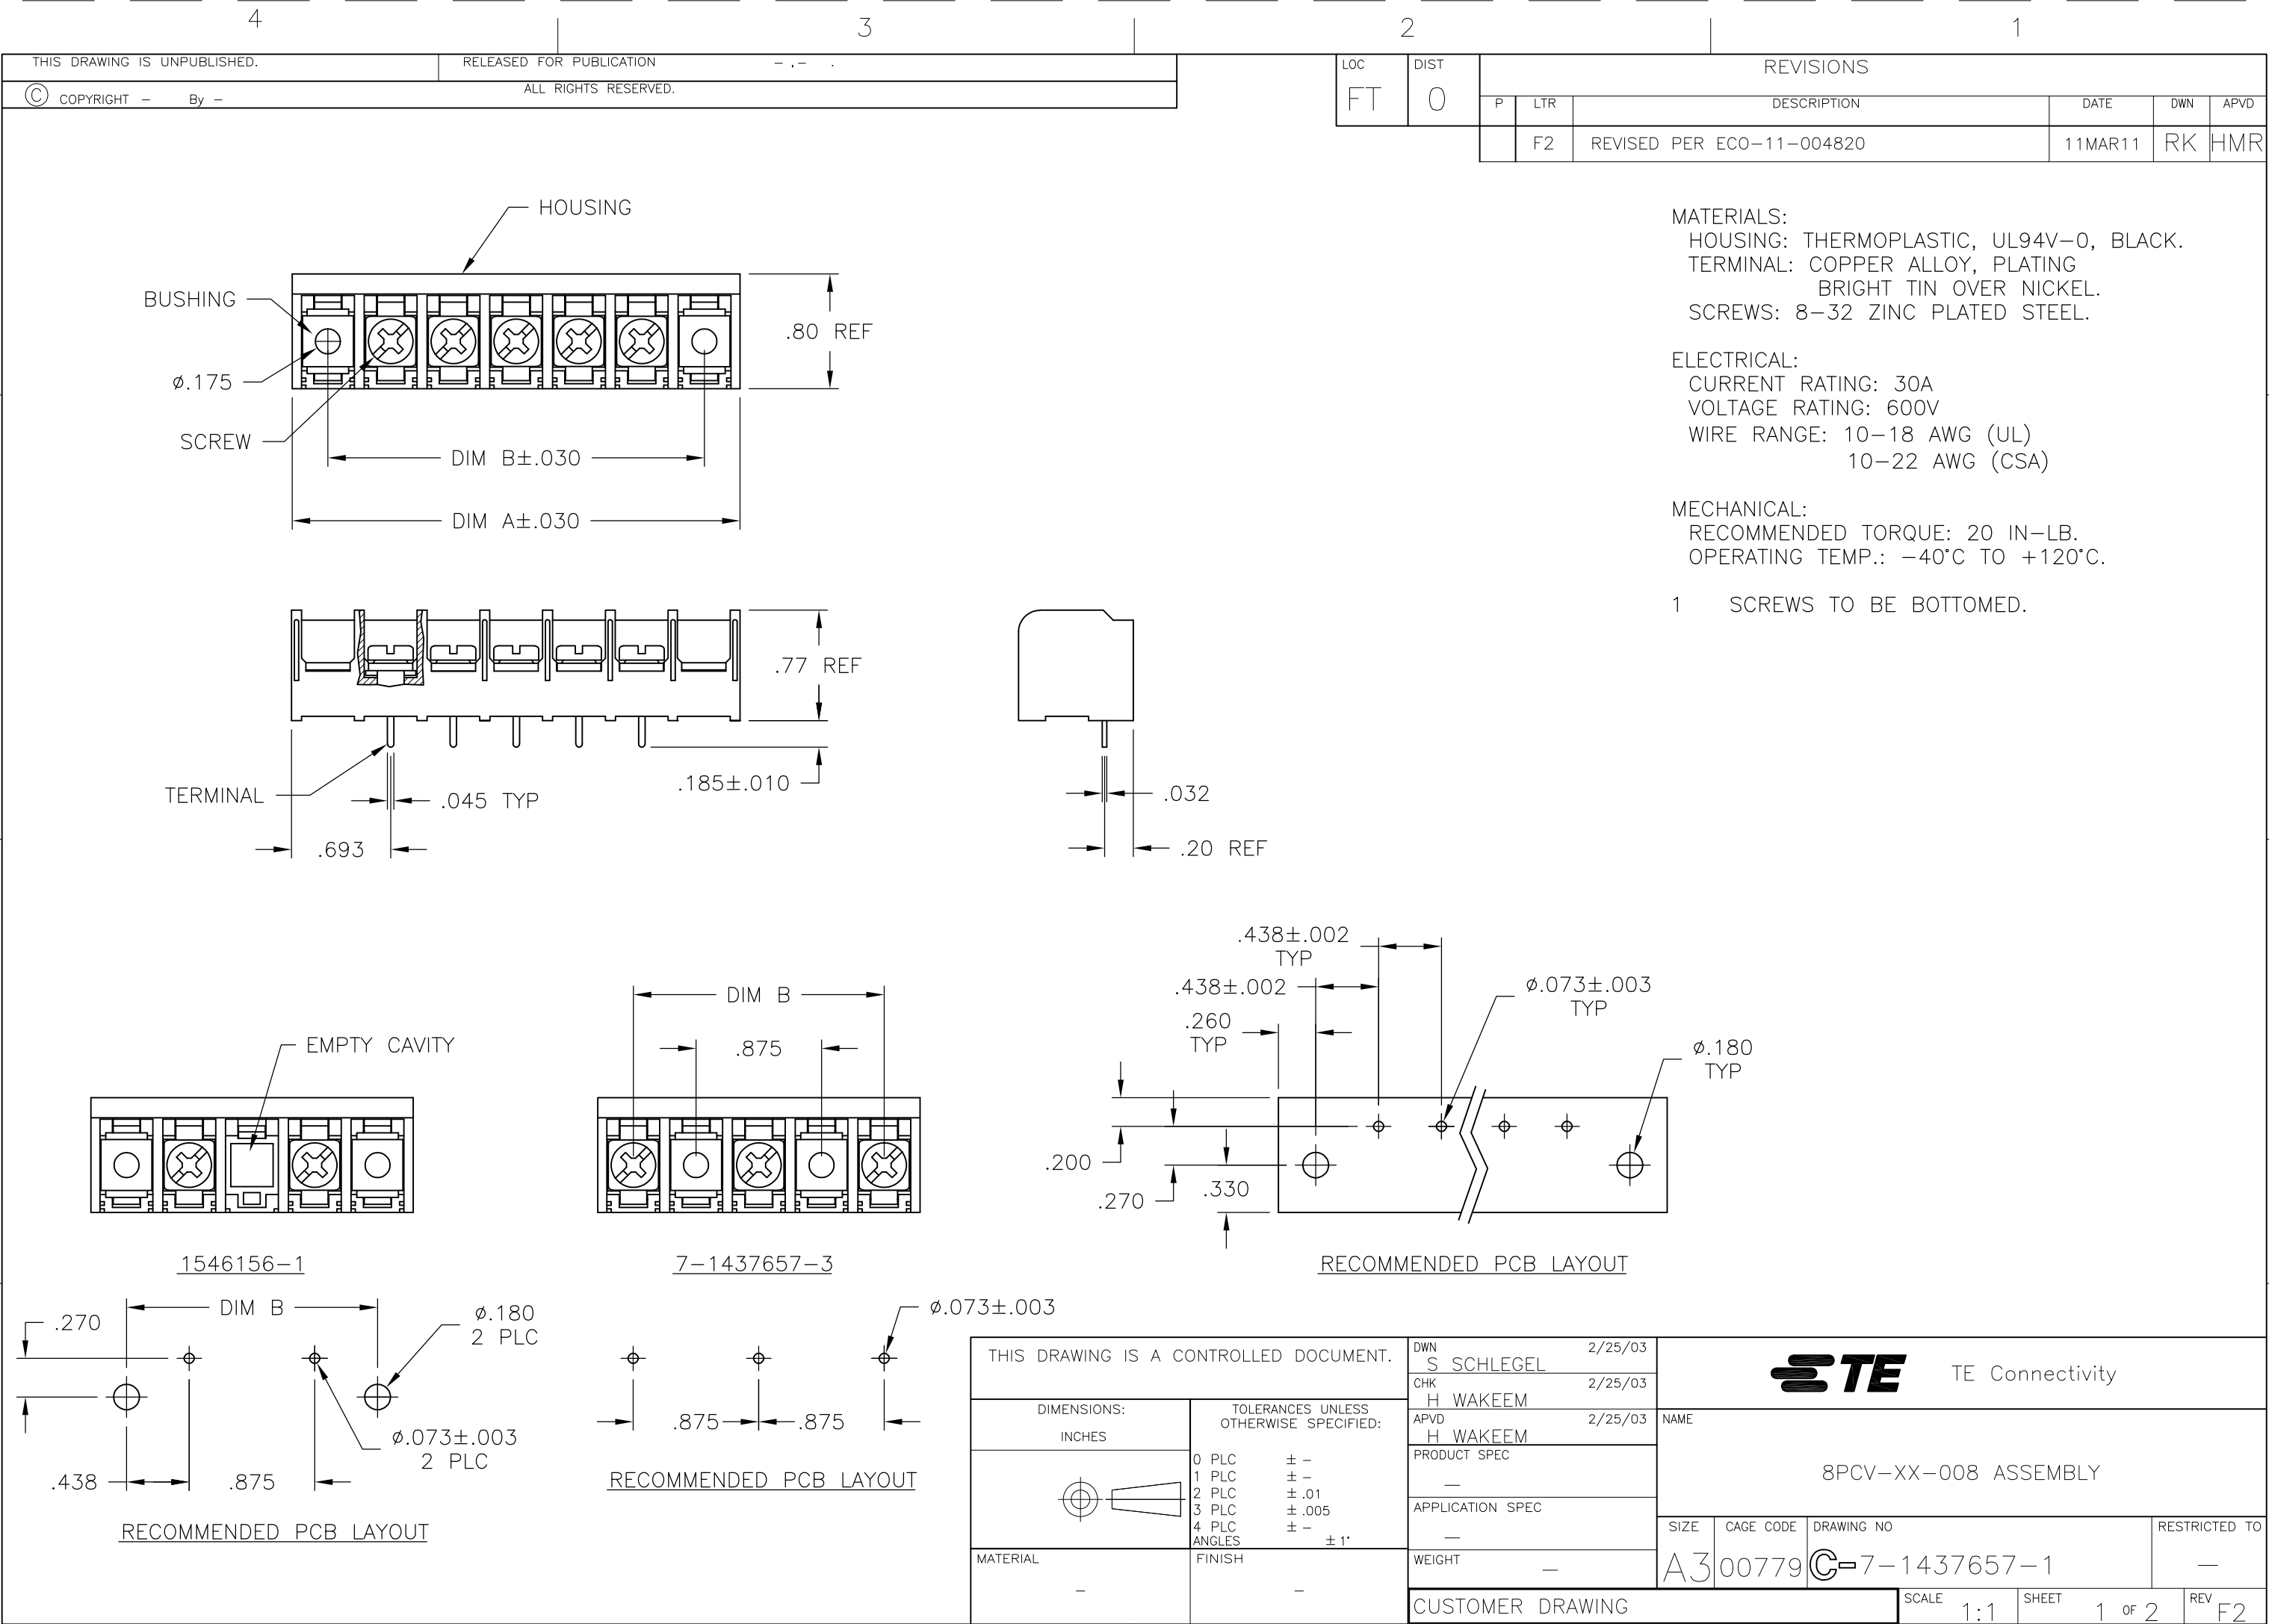 4
3
2
1
THIS DRAWING IS UNPUBLISHED.
RELEASED FOR PUBLICATION - ,- .
© COPYRIGHT - By -
ALL RIGHTS RESERVED.
LOC
FT
DIST
0
REVISIONS
P LTR DESCRIPTION DATE DWN APVD
F2 REVISED PER ECO-11-004820 11MAR11 RK HMR
MATERIALS:
HOUSING: THERMOPLASTIC, UL94V-0, BLACK.
TERMINAL: COPPER ALLOY, PLATING
BRIGHT TIN OVER NICKEL.
SCREWS: 8-32 ZINC PLATED STEEL.
ELECTRICAL:
CURRENT RATING: 30A
VOLTAGE RATING: 600V
WIRE RANGE: 10-18 AWG (UL)
10-22 AWG (CSA)
MECHANICAL:
RECOMMENDED TORQUE: 20 IN-LB.
OPERATING TEMP.: -40°C TO +120°C.
1 SCREWS TO BE BOTTOMED.
HOUSING
BUSHING
.80 REF
Ø.175
SCREW
DIM B±.030
DIM A±.030
.77 REF
.185±.010
TERMINAL
.045 TYP
.693
.032
.20 REF
EMPTY CAVITY
1546156-1
DIM B
.875
7-1437657-3
.438±.002
TYP
.438±.002
.260
TYP
Ø.073±.003
TYP
Ø.180
TYP
.200
.270
.330
RECOMMENDED PCB LAYOUT
.270
DIM B
Ø.180
2 PLC
Ø.073±.003
2 PLC
.438
.875
RECOMMENDED PCB LAYOUT
Ø.073±.003
.875
.875
RECOMMENDED PCB LAYOUT
THIS DRAWING IS A CONTROLLED DOCUMENT.
DIMENSIONS:
INCHES
TOLERANCES UNLESS
OTHERWISE SPECIFIED:
0 PLC ± -
1 PLC ± -
2 PLC ± .01
3 PLC ± .005
4 PLC ± -
ANGLES ± 1°
MATERIAL
-
FINISH
-
DWN 2/25/03
S SCHLEGEL
CHK 2/25/03
H WAKEEM
APVD 2/25/03
H WAKEEM
PRODUCT SPEC
-
APPLICATION SPEC
-
WEIGHT -
CUSTOMER DRAWING
TE TE Connectivity
NAME
8PCV-XX-008 ASSEMBLY
SIZE
A3
CAGE CODE
00779
DRAWING NO
C-7-1437657-1
RESTRICTED TO
-
SCALE 1:1
SHEET 1 OF 2
REV F2